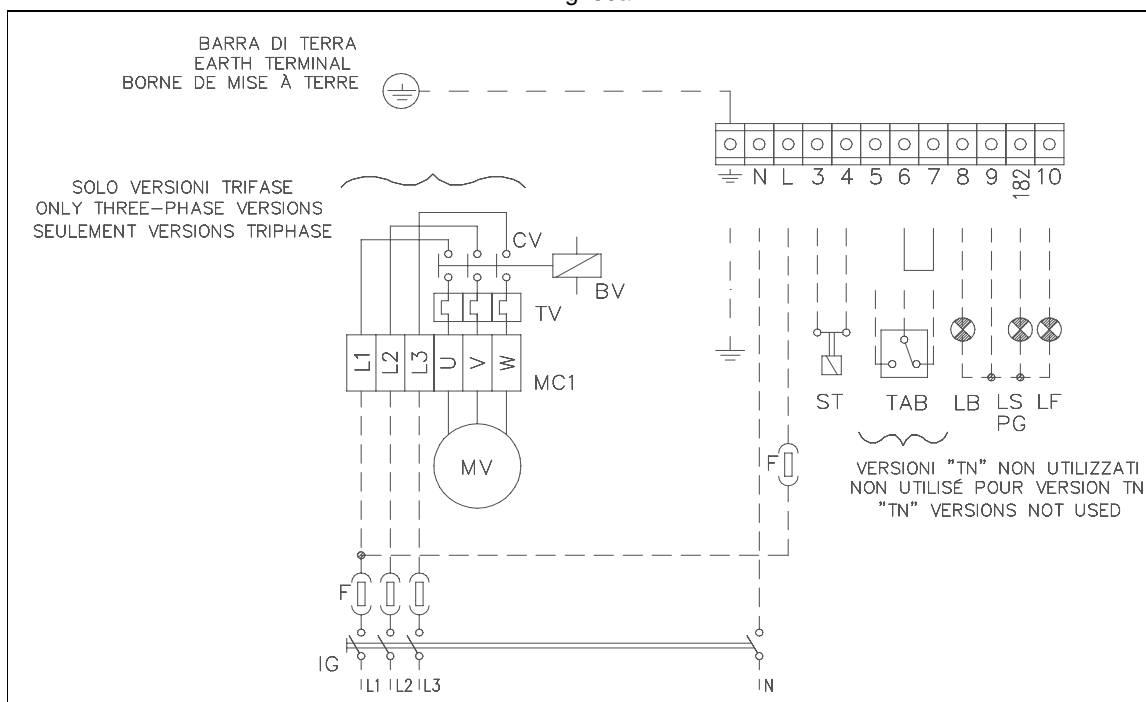 BARRA DI TERRA
EARTH TERMINAL
BORNE DE MISE À TERRE
N L 3 4 5 6 7 8 9 182 10
SOLO VERSIONI TRIFASE
ONLY THREE-PHASE VERSIONS
SEULEMENT VERSIONS TRIPHASE
CV
BV
TV
L1 L2 L3 U V W
MC1
MV
ST TAB LB LS LF
PG
F
VERSIONI "TN" NON UTILIZZATI
NON UTILISÉ POUR VERSION TN
"TN" VERSIONS NOT USED
F
IG
L1 L2 L3 N